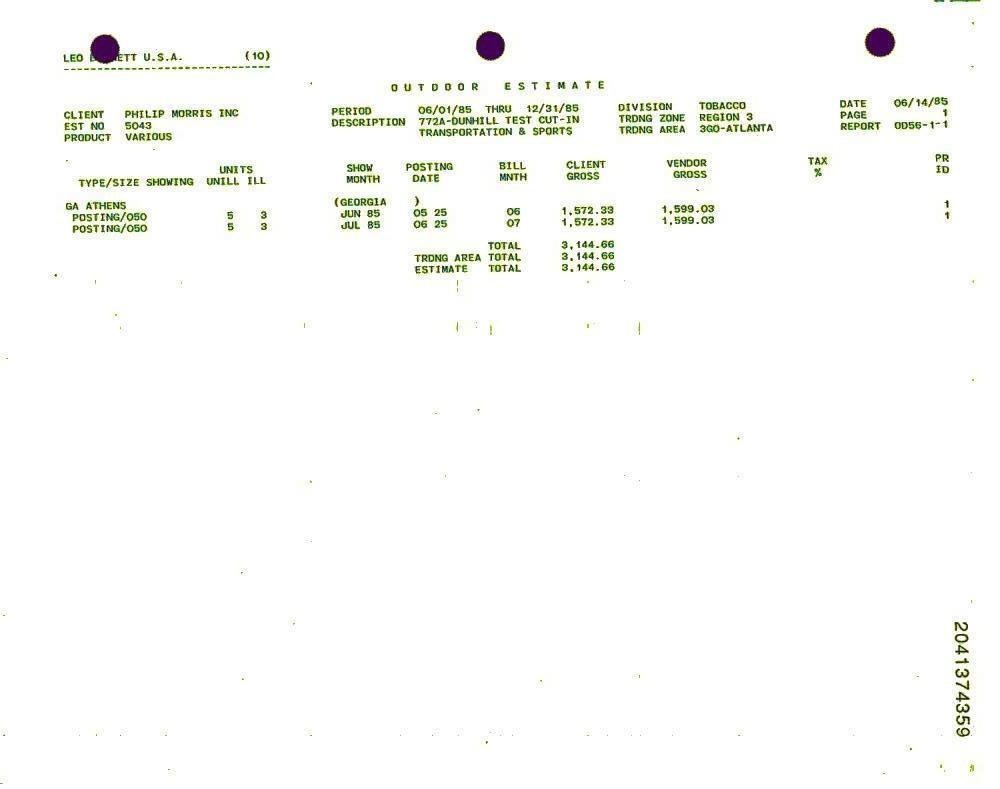 LEO ETT U.S.A. (10)
OUTDOOR ESTIMATE
CLIENT PHILIP MORRIS INC PERIOD 06/01/85 THRU 12/31/85 DIVISION TOBACCO DATE 06/14/85
EST NO 5043 DESCRIPTION 772A-DUNHILL TEST CUT-IN TRDNG ZONE REGION 3 PAGE 1
PRODUCT VARIOUS TRANSPORTATION & SPORTS TRDNG AREA 3GO-ATLANTA REPORT OD56-1-1
UNITS SHOW POSTING BILL CLIENT VENDOR TAX PR
TYPE/SIZE SHOWING UNILL ILL MONTH DATE MNTH GROSS GROSS % ID
GA ATHENS (GEORGIA ) 1
POSTING/050 5 3 JUN 85 05 25 06 1,572.33 1,599.03 1
POSTING/050 5 3 JUL 85 06 25 07 1,572.33 1,599.03
TOTAL 3,144.66
TRDNG AREA TOTAL 3,144.66
ESTIMATE TOTAL 3,144.66
2041374359